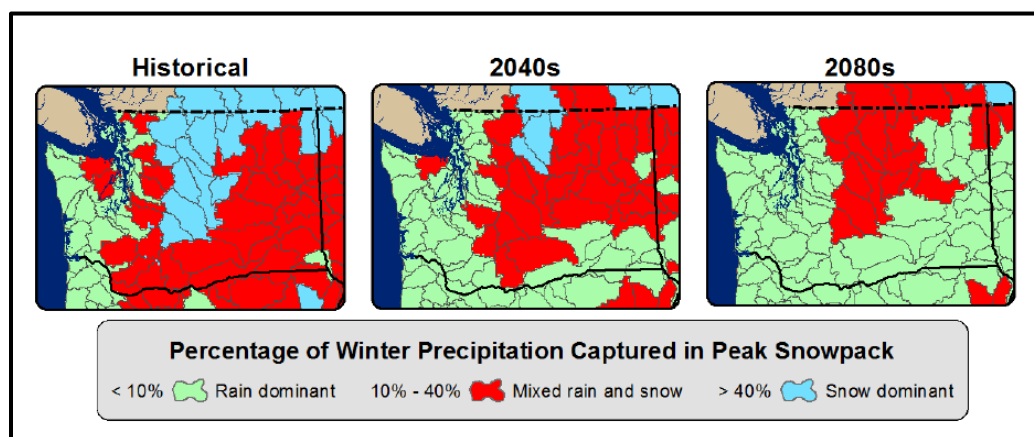 Historical
2040s
2080s
Percentage of Winter Precipitation Captured in Peak Snowpack
< 10% Rain dominant 10% - 40% Mixed rain and snow > 40% Snow dominant